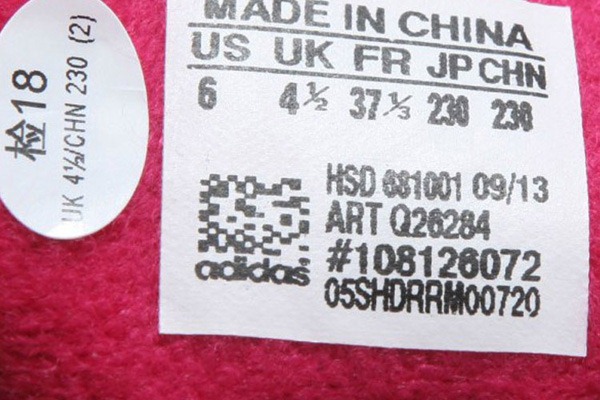 检18
UK 4½/CHN 230 (2)
MADE IN CHINA
US UK FR JP CHN
6 4½ 37⅓ 230 230
HSD 681001 09/13
ART Q26284
#108126072
adidas
05SHDRRM00720